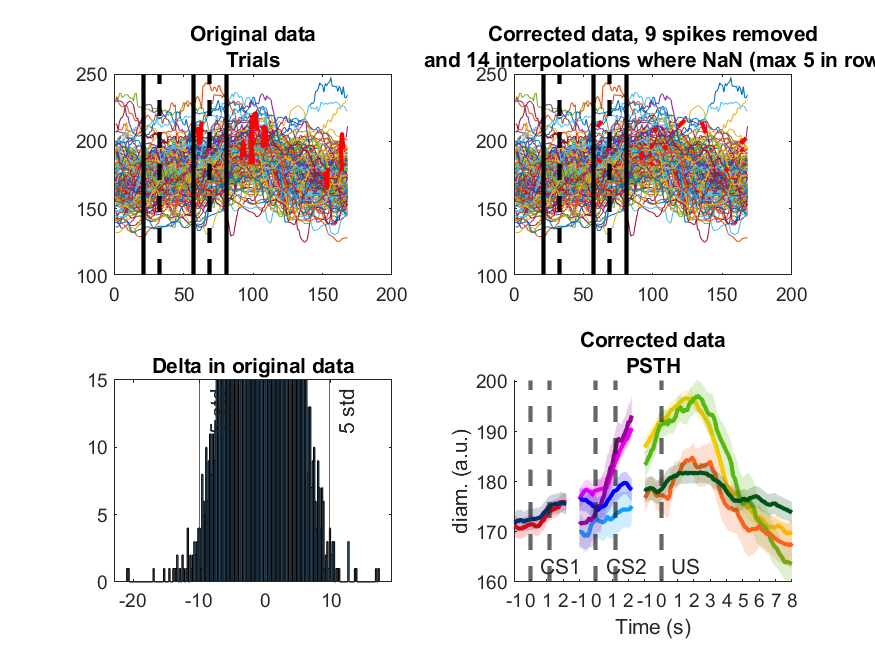 Original data
Trials
250
200
150
100
0
50
100
150
200
Corrected data, 9 spikes removed
and 14 interpolations where NaN (max 5 in row
250
200
150
100
0
50
100
150
200
Delta in original data
15
10
5
0
-20
-10
0
10
5 std
5 std
Corrected data
PSTH
200
190
180
170
160
diam. (a.u.)
CS1
CS2
US
-1 0 1 2 -1 0 1 2 -1 0 1 2 3 4 5 6 7 8
Time (s)